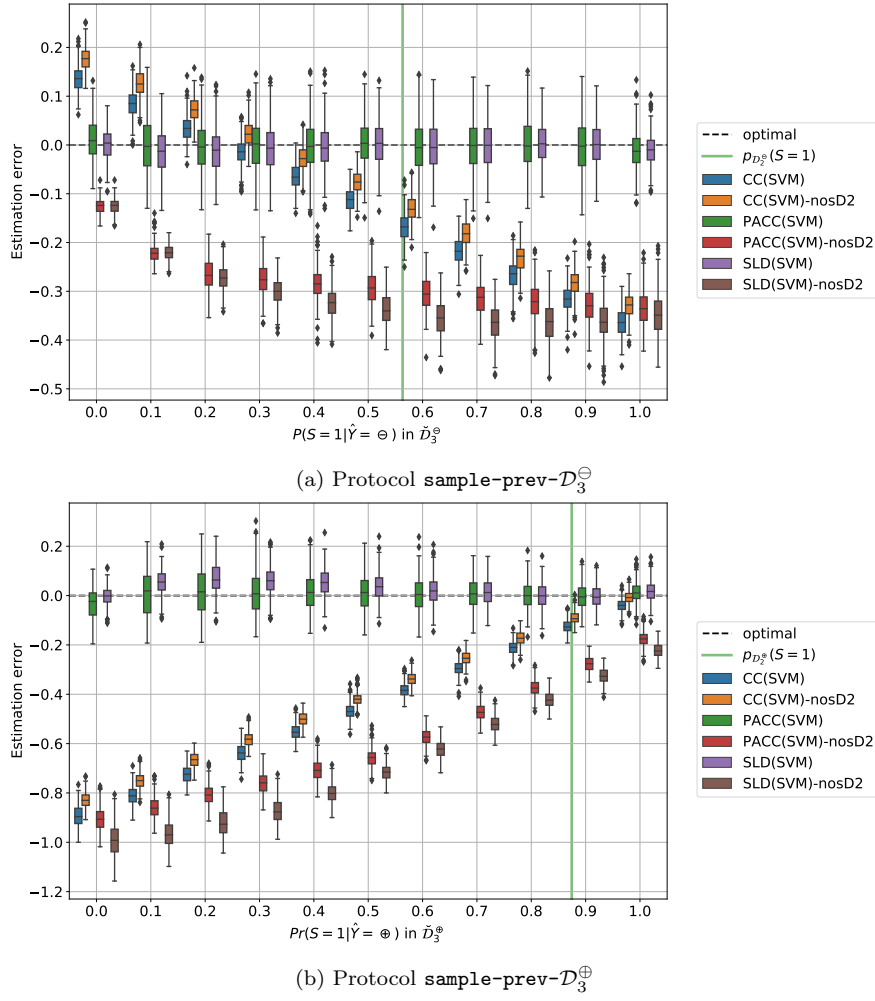 0.2
0.1
0.0
−0.1
−0.2
−0.3
−0.4
−0.5
Estimation error
0.0 0.1 0.2 0.3 0.4 0.5 0.6 0.7 0.8 0.9 1.0
P(S = 1|Ŷ = ⊖) in 𝒟̆₃^⊖
optimal
p_𝒟₂^⊖(S = 1)
CC(SVM)
CC(SVM)-nosD2
PACC(SVM)
PACC(SVM)-nosD2
SLD(SVM)
SLD(SVM)-nosD2
(a) Protocol sample-prev-𝒟₃^⊖
0.2
0.0
−0.2
−0.4
−0.6
−0.8
−1.0
−1.2
Estimation error
0.0 0.1 0.2 0.3 0.4 0.5 0.6 0.7 0.8 0.9 1.0
Pr(S = 1|Ŷ = ⊕) in 𝒟̆₃^⊕
optimal
p_𝒟₂^⊕(S = 1)
CC(SVM)
CC(SVM)-nosD2
PACC(SVM)
PACC(SVM)-nosD2
SLD(SVM)
SLD(SVM)-nosD2
(b) Protocol sample-prev-𝒟₃^⊕